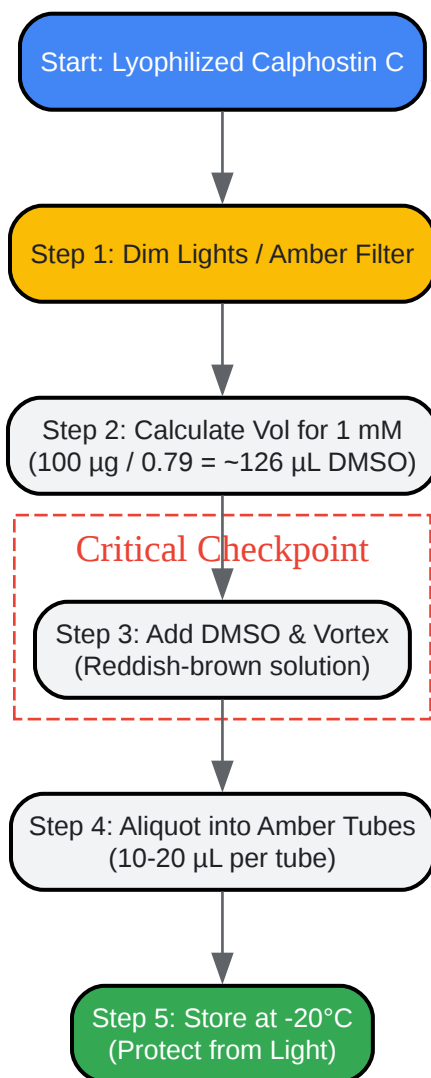 Start: Lyophilized Calphostin C
Step 1: Dim Lights / Amber Filter
Step 2: Calculate Vol for 1 mM
(100 µg / 0.79 = ~126 µL DMSO)
Critical Checkpoint
Step 3: Add DMSO & Vortex
(Reddish-brown solution)
Step 4: Aliquot into Amber Tubes
(10-20 µL per tube)
Step 5: Store at -20°C
(Protect from Light)